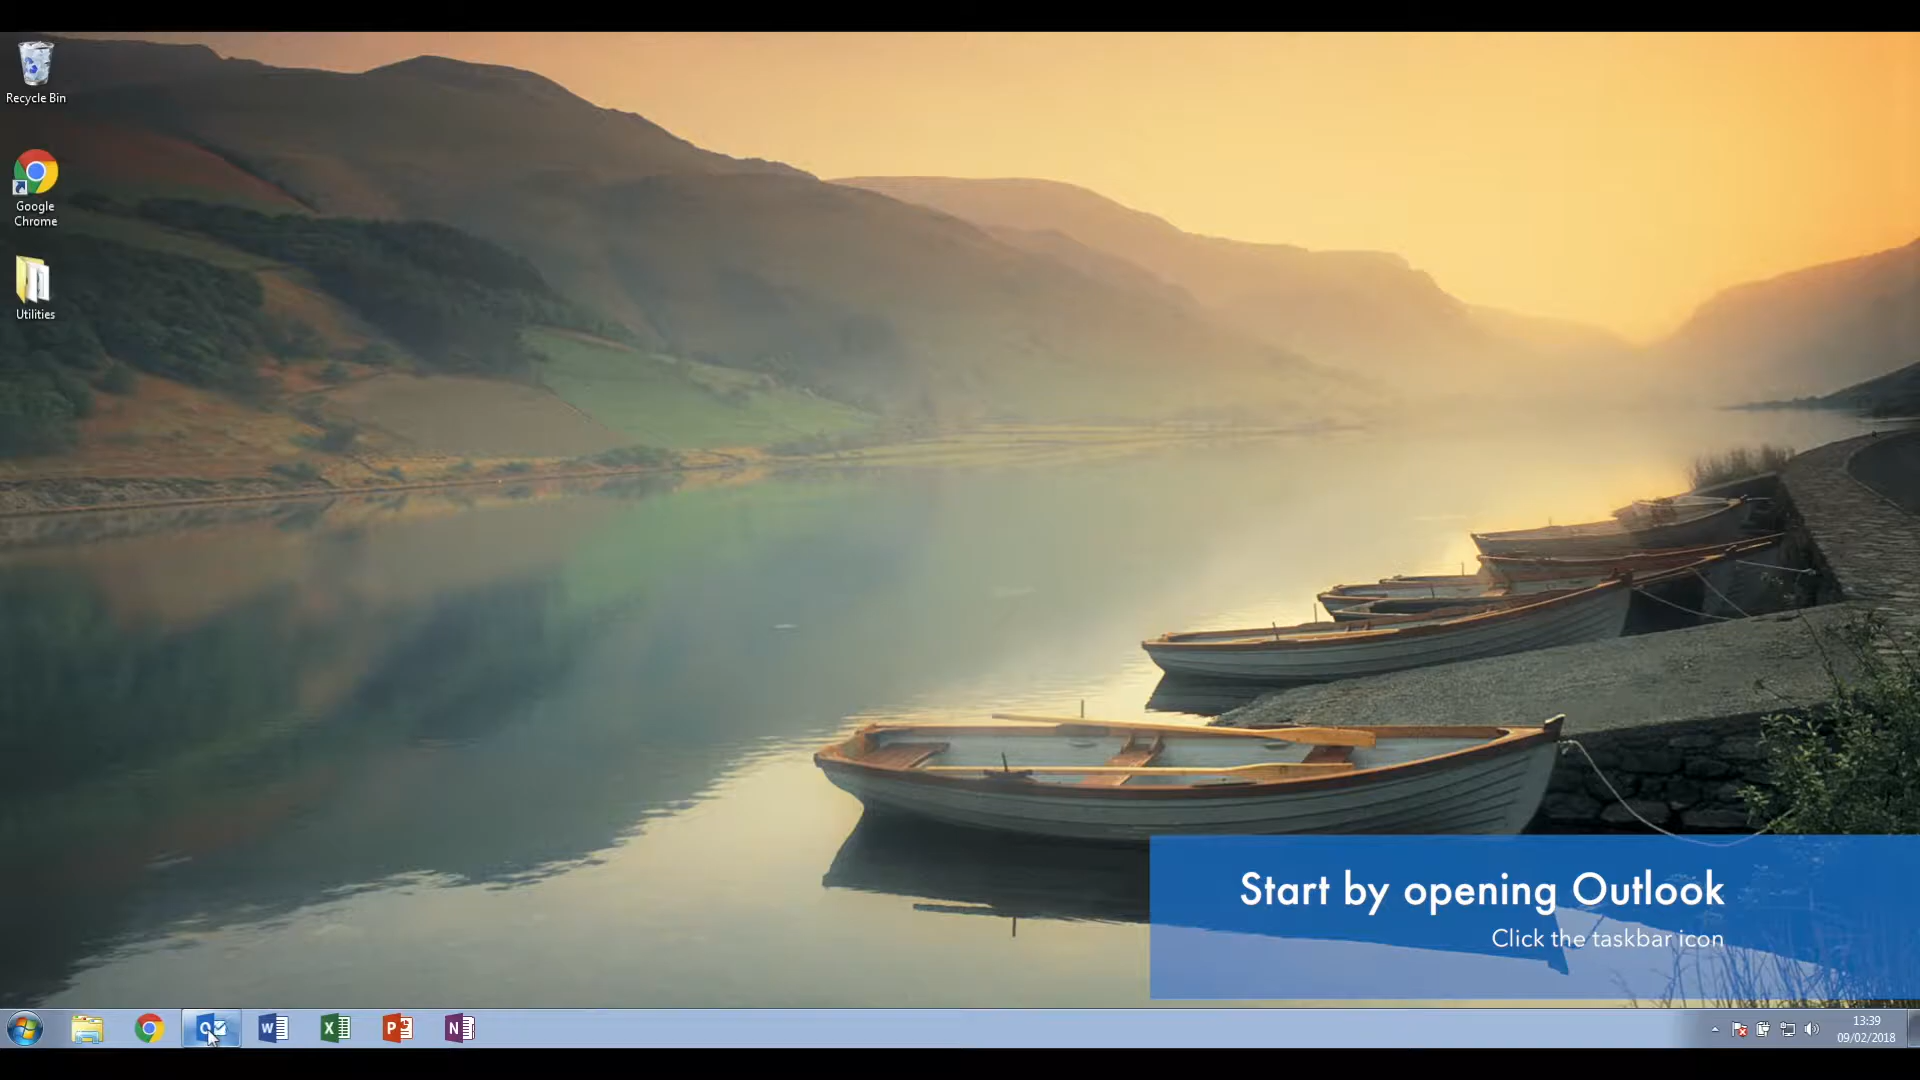 Recycle Bin
Google
Chrome
Utilities
Start by opening Outlook
Click the taskbar icon
13:39
09/02/2018